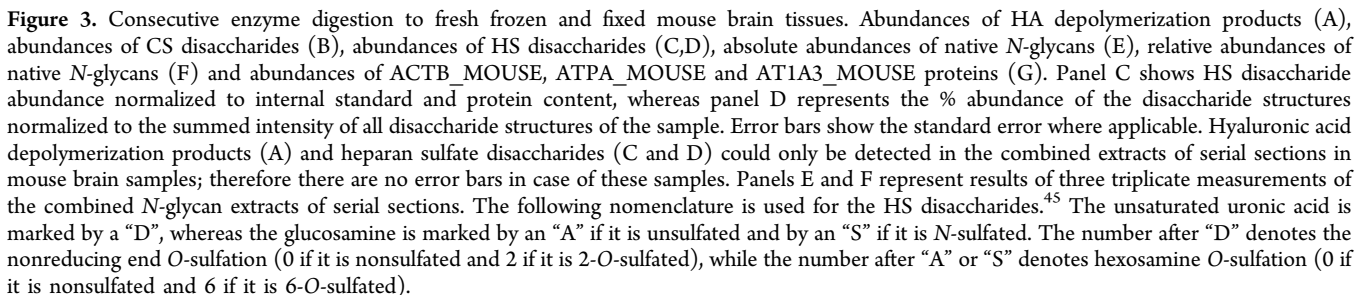 Figure 3. Consecutive enzyme digestion to fresh frozen and fixed mouse brain tissues. Abundances of HA depolymerization products (A),
abundances of CS disaccharides (B), abundances of HS disaccharides (C,D), absolute abundances of native N-glycans (E), relative abundances of
native N-glycans (F) and abundances of ACTB_MOUSE, ATPA_MOUSE and AT1A3_MOUSE proteins (G). Panel C shows HS disaccharide
abundance normalized to internal standard and protein content, whereas panel D represents the % abundance of the disaccharide structures
normalized to the summed intensity of all disaccharide structures of the sample. Error bars show the standard error where applicable. Hyaluronic acid
depolymerization products (A) and heparan sulfate disaccharides (C and D) could only be detected in the combined extracts of serial sections in
mouse brain samples; therefore there are no error bars in case of these samples. Panels E and F represent results of three triplicate measurements of
the combined N-glycan extracts of serial sections. The following nomenclature is used for the HS disaccharides.45 The unsaturated uronic acid is
marked by a “D”, whereas the glucosamine is marked by an “A” if it is unsulfated and by an “S” if it is N-sulfated. The number after “D” denotes the
nonreducing end O-sulfation (0 if it is nonsulfated and 2 if it is 2-O-sulfated), while the number after “A” or “S” denotes hexosamine O-sulfation (0 if
it is nonsulfated and 6 if it is 6-O-sulfated).